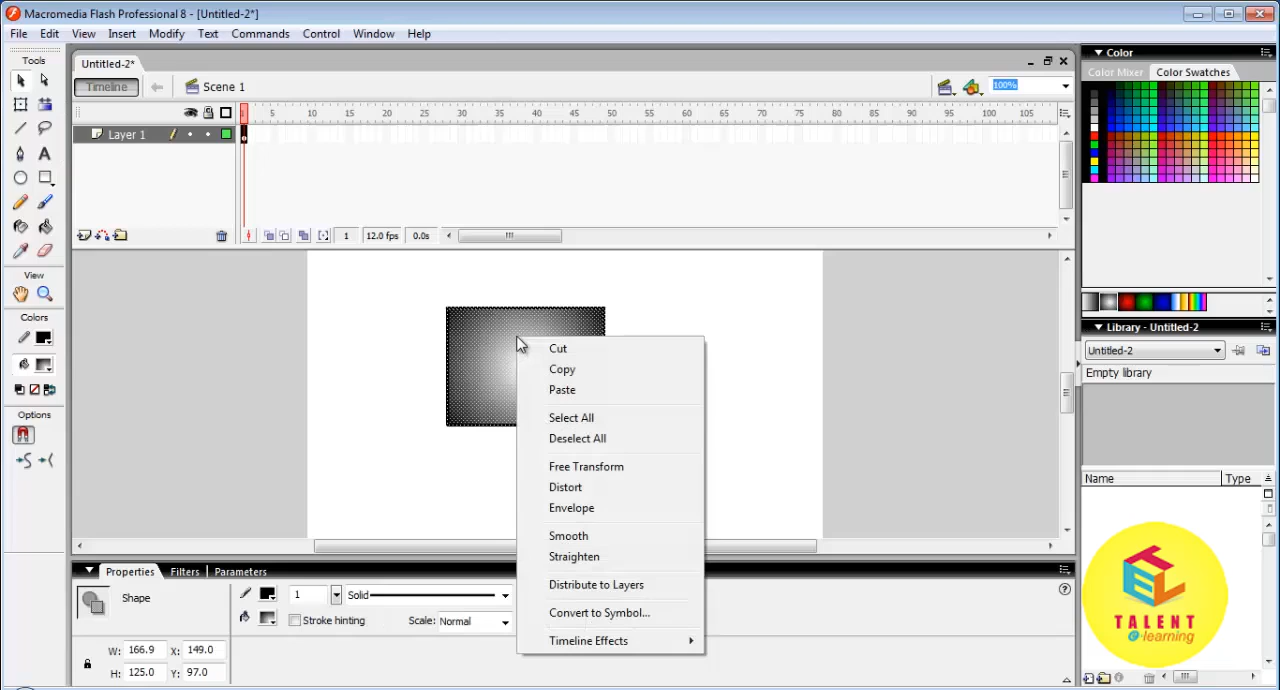 Macromedia Flash Professional 8 - [Untitled-2*]
File Edit View Insert Modify Text Commands Control Window Help
Tools
Untitled-2*
Timeline
Scene 1
100%
5 10 15 20 25 30 35 40 45 50 55 60 65 70 75 80 85 90 95 100 105
Layer 1
1 12.0 fps 0.0s
View
Colors
Options
Color
Color Mixer Color Swatches
Library - Untitled-2
Untitled-2
Empty library
Name Type
Cut
Copy
Paste
Select All
Deselect All
Free Transform
Distort
Envelope
Smooth
Straighten
Distribute to Layers
Convert to Symbol...
Timeline Effects
Properties Filters Parameters
Shape
1 Solid
Stroke hinting Scale: Normal
W: 166.9 X: 149.0
H: 125.0 Y: 97.0
TEL
TALENT
e-learning